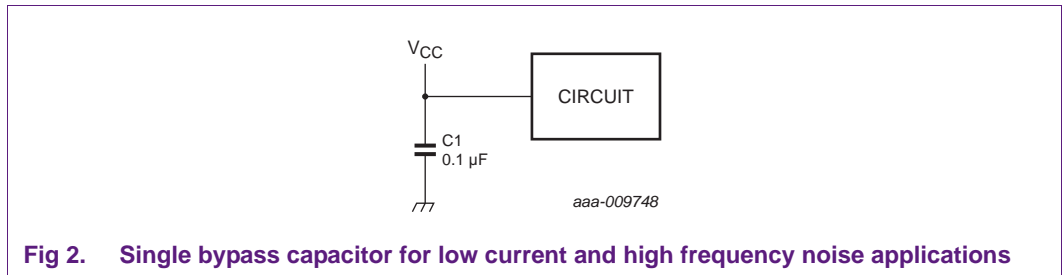 VCC
CIRCUIT
C1
0.1 µF
aaa-009748
Fig 2. Single bypass capacitor for low current and high frequency noise applications